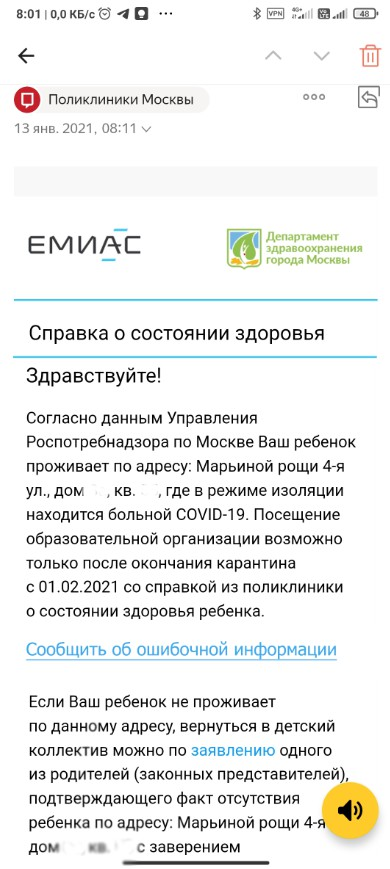 8:01 | 0,0 КБ/с
VPN 4G+ 48
Поликлиники Москвы
13 янв. 2021, 08:11
ЕМИАС
Департамент
здравоохранения
города Москвы
Справка о состоянии здоровья
Здравствуйте!
Согласно данным Управления
Роспотребнадзора по Москве Ваш ребенок
проживает по адресу: Марьиной рощи 4-я
ул., дом , кв. , где в режиме изоляции
находится больной COVID-19. Посещение
образовательной организации возможно
только после окончания карантина
с 01.02.2021 со справкой из поликлиники
о состоянии здоровья ребенка.
Сообщить об ошибочной информации
Если Ваш ребенок не проживает
по данному адресу, вернуться в детский
коллектив можно по заявлению одного
из родителей (законных представителей),
подтверждающего факт отсутствия
ребенка по адресу: Марьиной рощи 4-я
дом , кв. с заверением